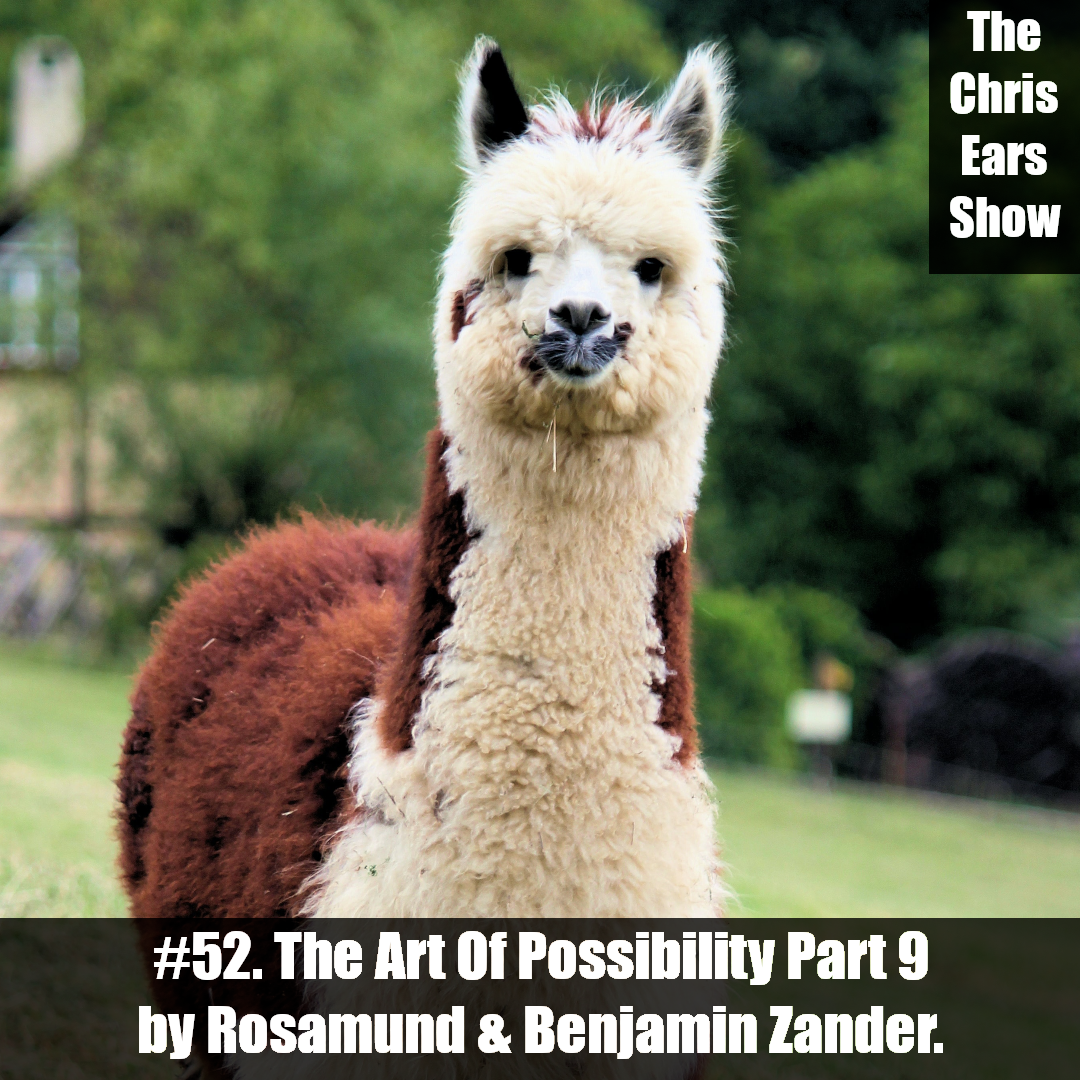 The
Chris
Ears
Show
#52. The Art Of Possibility Part 9
by Rosamund & Benjamin Zander.